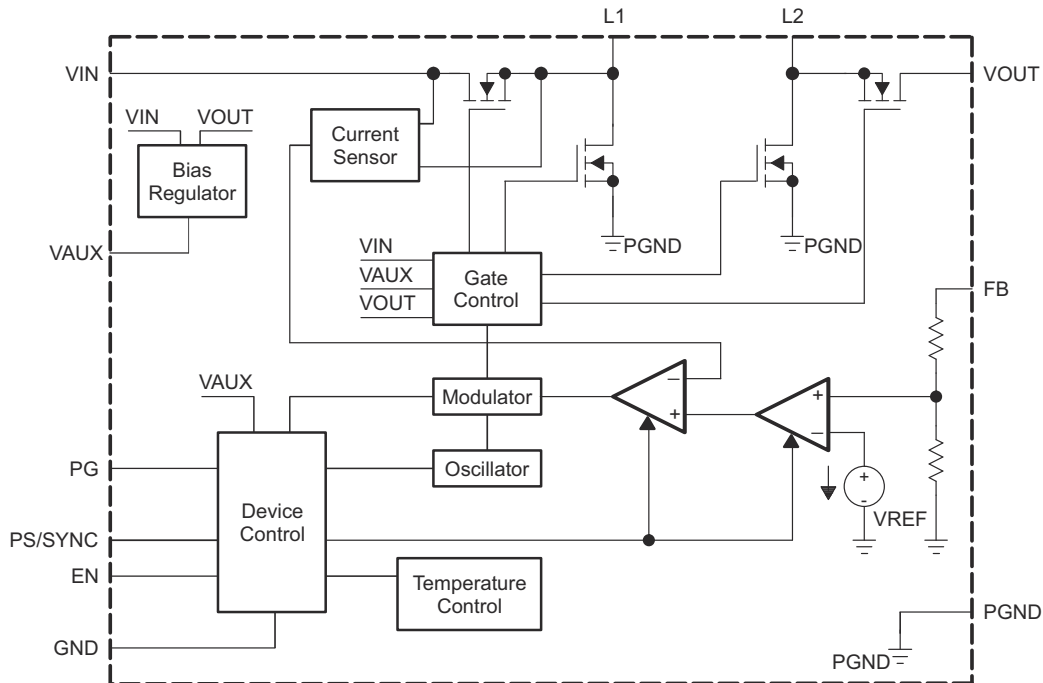 L1
L2
VIN
VOUT
VIN
VOUT
Current
Sensor
Bias
Regulator
VAUX
PGND
PGND
VIN
VAUX
VOUT
Gate
Control
FB
VAUX
Modulator
−
+
+
−
PG
Oscillator
Device
Control
+
-
VREF
PS/SYNC
EN
Temperature
Control
GND
PGND
PGND